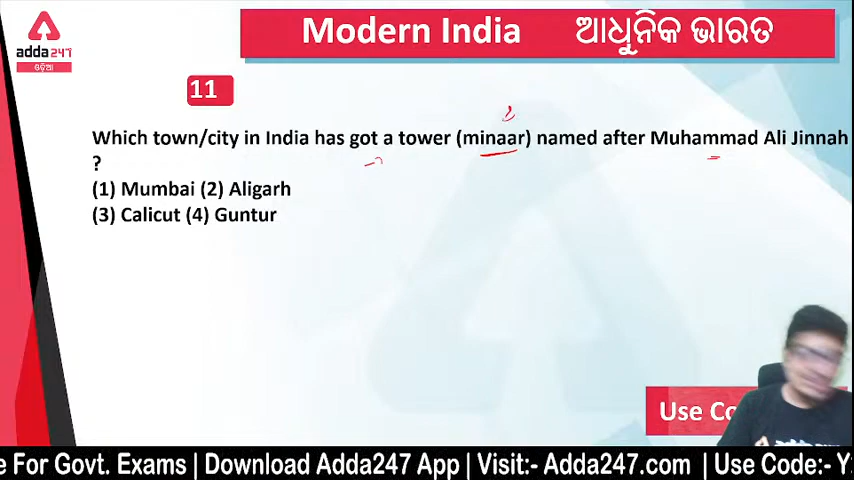 adda247
ଓଡ଼ିଆ
Modern India ଆଧୁନିକ ଭାରତ
11
Which town/city in India has got a tower (minaar) named after Muhammad Ali Jinnah
?
(1) Mumbai (2) Aligarh
(3) Calicut (4) Guntur
Use
e For Govt. Exams | Download Adda247 App | Visit:- Adda247.com | Use Code:- Y